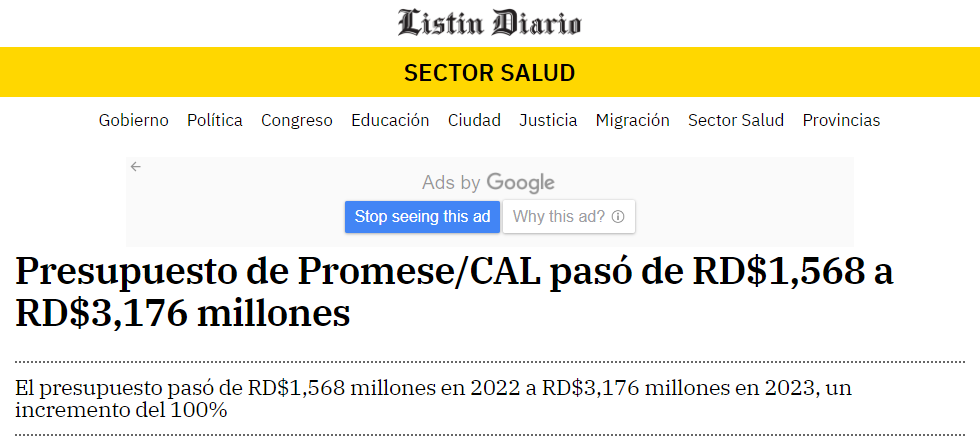 Listin Diario
SECTOR SALUD
Gobierno Política Congreso Educación Ciudad Justicia Migración Sector Salud Provincias
Ads by Google
Stop seeing this ad Why this ad?
Presupuesto de Promese/CAL pasó de RD$1,568 a
RD$3,176 millones
El presupuesto pasó de RD$1,568 millones en 2022 a RD$3,176 millones en 2023, un
incremento del 100%